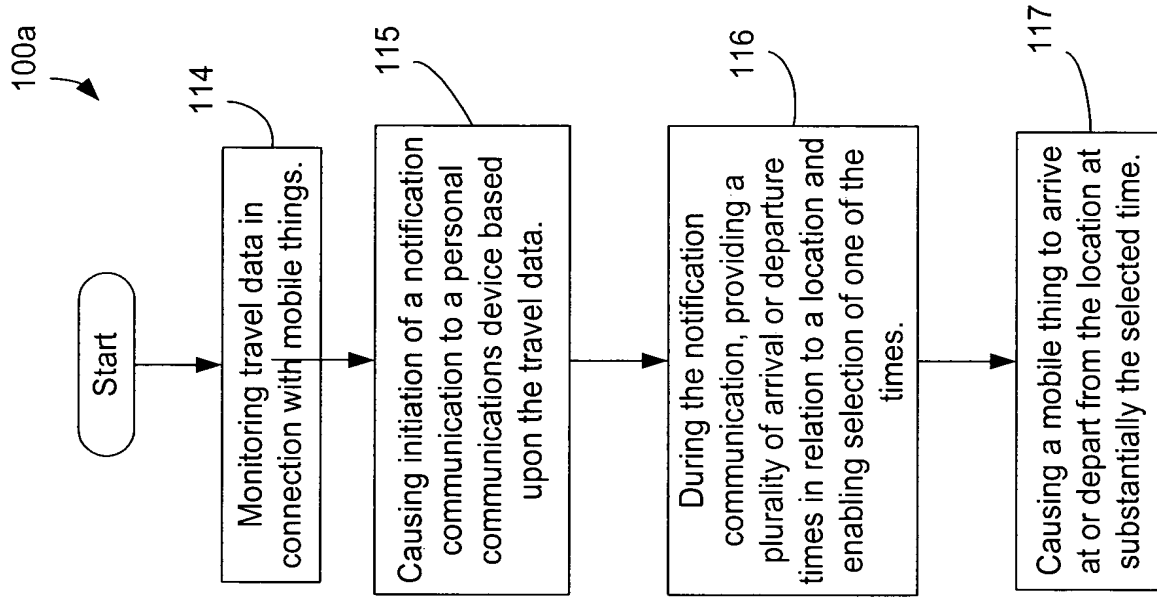 100a
Start
114
Monitoring travel data in
connection with mobile things.
115
Causing initiation of a notification
communication to a personal
communications device based
upon the travel data.
116
During the notification
communication, providing a
plurality of arrival or departure
times in relation to a location and
enabling selection of one of the
times.
117
Causing a mobile thing to arrive
at or depart from the location at
substantially the selected time.